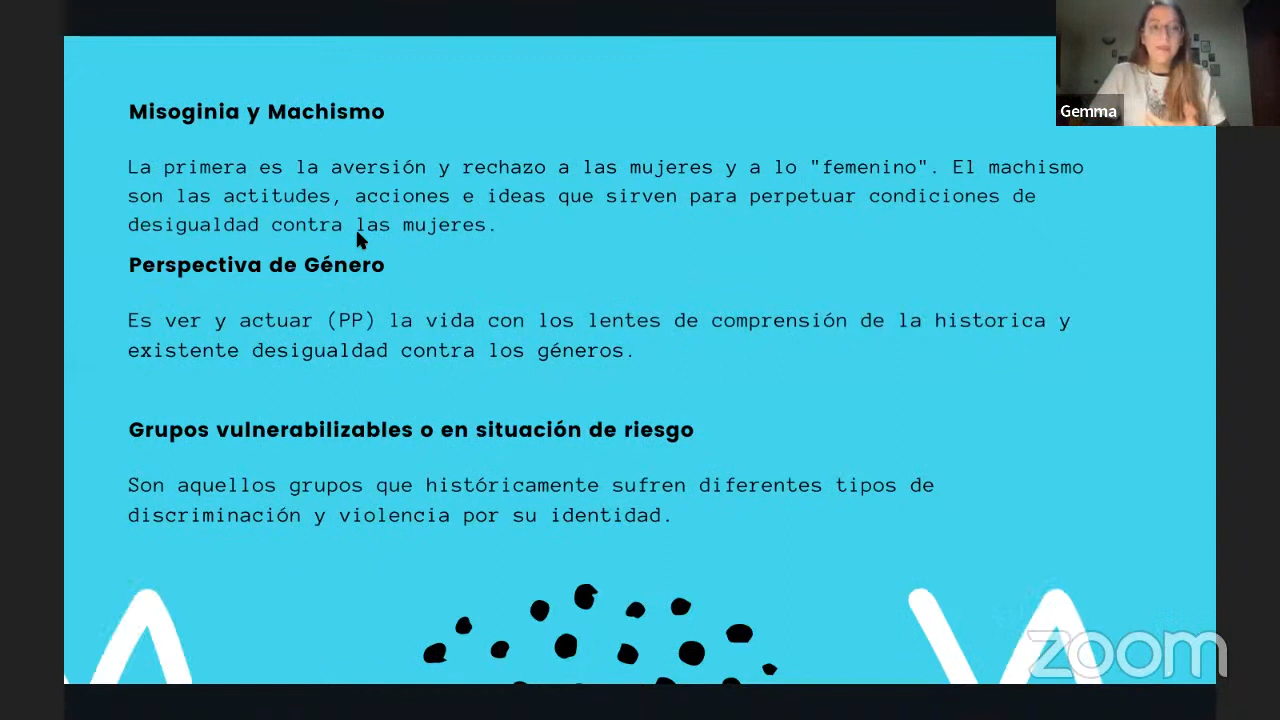 Misoginia y Machismo
La primera es la aversión y rechazo a las mujeres y a lo "femenino". El machismo
son las actitudes, acciones e ideas que sirven para perpetuar condiciones de
desigualdad contra las mujeres.
Perspectiva de Género
Es ver y actuar (PP) la vida con los lentes de comprensión de la historica y
existente desigualdad contra los géneros.
Grupos vulnerabilizables o en situación de riesgo
Son aquellos grupos que históricamente sufren diferentes tipos de
discriminación y violencia por su identidad.
Gemma
zoom